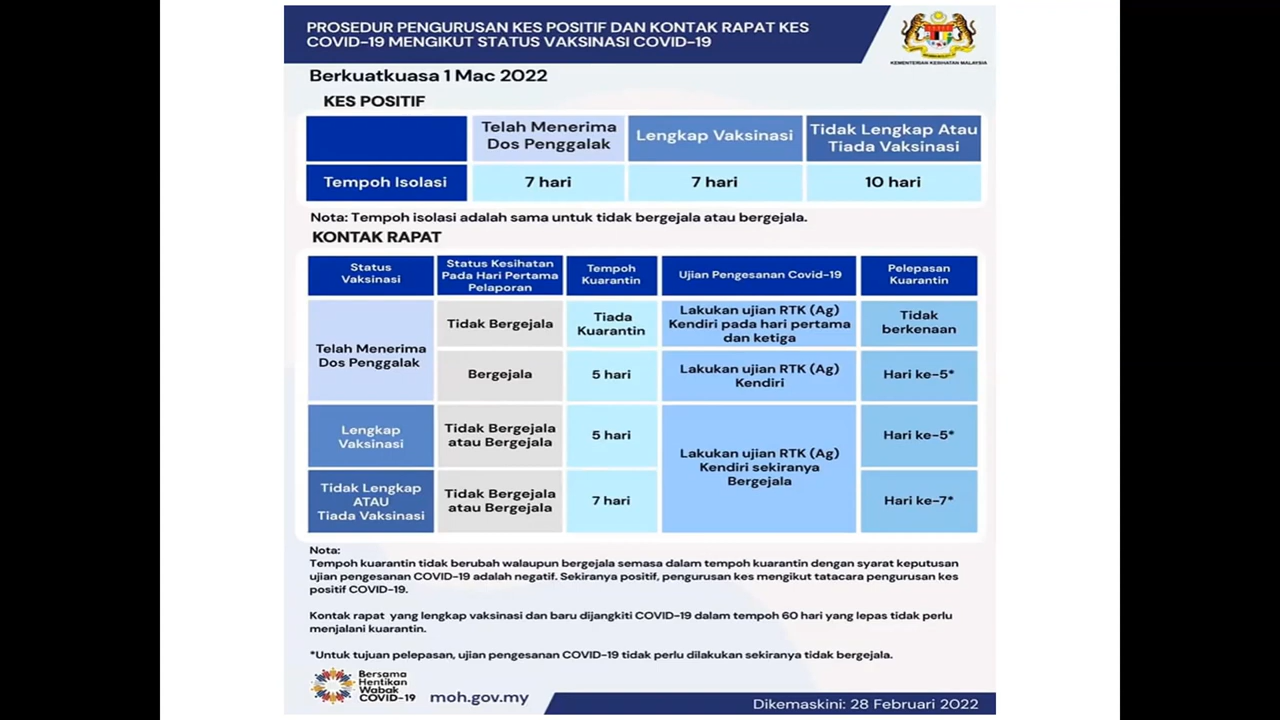 PROSEDUR PENGURUSAN KES POSITIF DAN KONTAK RAPAT KES
COVID-19 MENGIKUT STATUS VAKSINASI COVID-19
KEMENTERIAN KESIHATAN MALAYSIA
Berkuatkuasa 1 Mac 2022
KES POSITIF
Telah Menerima
Dos Penggalak
Lengkap Vaksinasi
Tidak Lengkap Atau
Tiada Vaksinasi
Tempoh Isolasi
7 hari
7 hari
10 hari
Nota: Tempoh isolasi adalah sama untuk tidak bergejala atau bergejala.
KONTAK RAPAT
Status
Vaksinasi
Status Kesihatan
Pada Hari Pertama
Pelaporan
Tempoh
Kuarantin
Ujian Pengesanan Covid-19
Pelepasan
Kuarantin
Telah Menerima
Dos Penggalak
Tidak Bergejala
Tiada
Kuarantin
Lakukan ujian RTK (Ag)
Kendiri pada hari pertama
dan ketiga
Tidak
berkenaan
Bergejala
5 hari
Lakukan ujian RTK (Ag)
Kendiri
Hari ke-5*
Lengkap
Vaksinasi
Tidak Bergejala
atau Bergejala
5 hari
Lakukan ujian RTK (Ag)
Kendiri sekiranya
Bergejala
Hari ke-5*
Tidak Lengkap
ATAU
Tiada Vaksinasi
Tidak Bergejala
atau Bergejala
7 hari
Hari ke-7*
Nota:
Tempoh kuarantin tidak berubah walaupun bergejala semasa dalam tempoh kuarantin dengan syarat keputusan
ujian pengesanan COVID-19 adalah negatif. Sekiranya positif, pengurusan kes mengikut tatacara pengurusan kes
positif COVID-19.
Kontak rapat yang lengkap vaksinasi dan baru dijangkiti COVID-19 dalam tempoh 60 hari yang lepas tidak perlu
menjalani kuarantin.
*Untuk tujuan pelepasan, ujian pengesanan COVID-19 tidak perlu dilakukan sekiranya tidak bergejala.
Bersama
Hentikan
Wabak
COVID-19
moh.gov.my
Dikemaskini: 28 Februari 2022